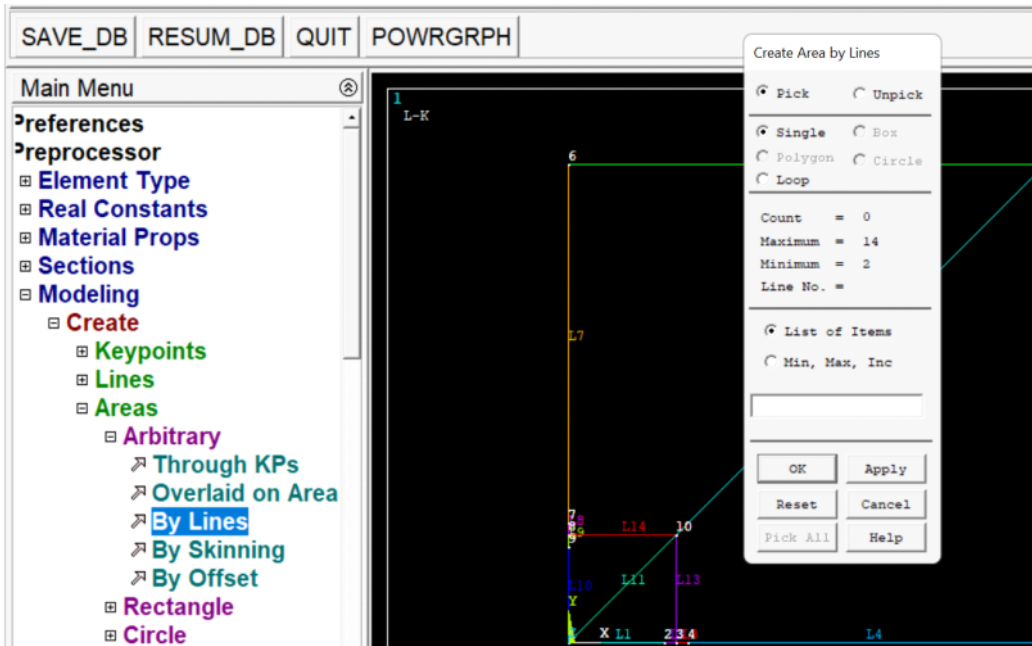 SAVE_DB RESUM_DB QUIT POWRGRPH
Main Menu
Preferences
Preprocessor
Element Type
Real Constants
Material Props
Sections
Modeling
Create
Keypoints
Lines
Areas
Arbitrary
Through KPs
Overlaid on Area
By Lines
By Skinning
By Offset
Rectangle
Circle
1
L-K
6
L7
7
8
8
9
L14
10
L10
L11
L13
Y
X
L1
2
3
4
L4
Create Area by Lines
Pick Unpick
Single Box
Polygon Circle
Loop
Count = 0
Maximum = 14
Minimum = 2
Line No. =
List of Items
Min, Max, Inc
OK Apply
Reset Cancel
Pick All Help